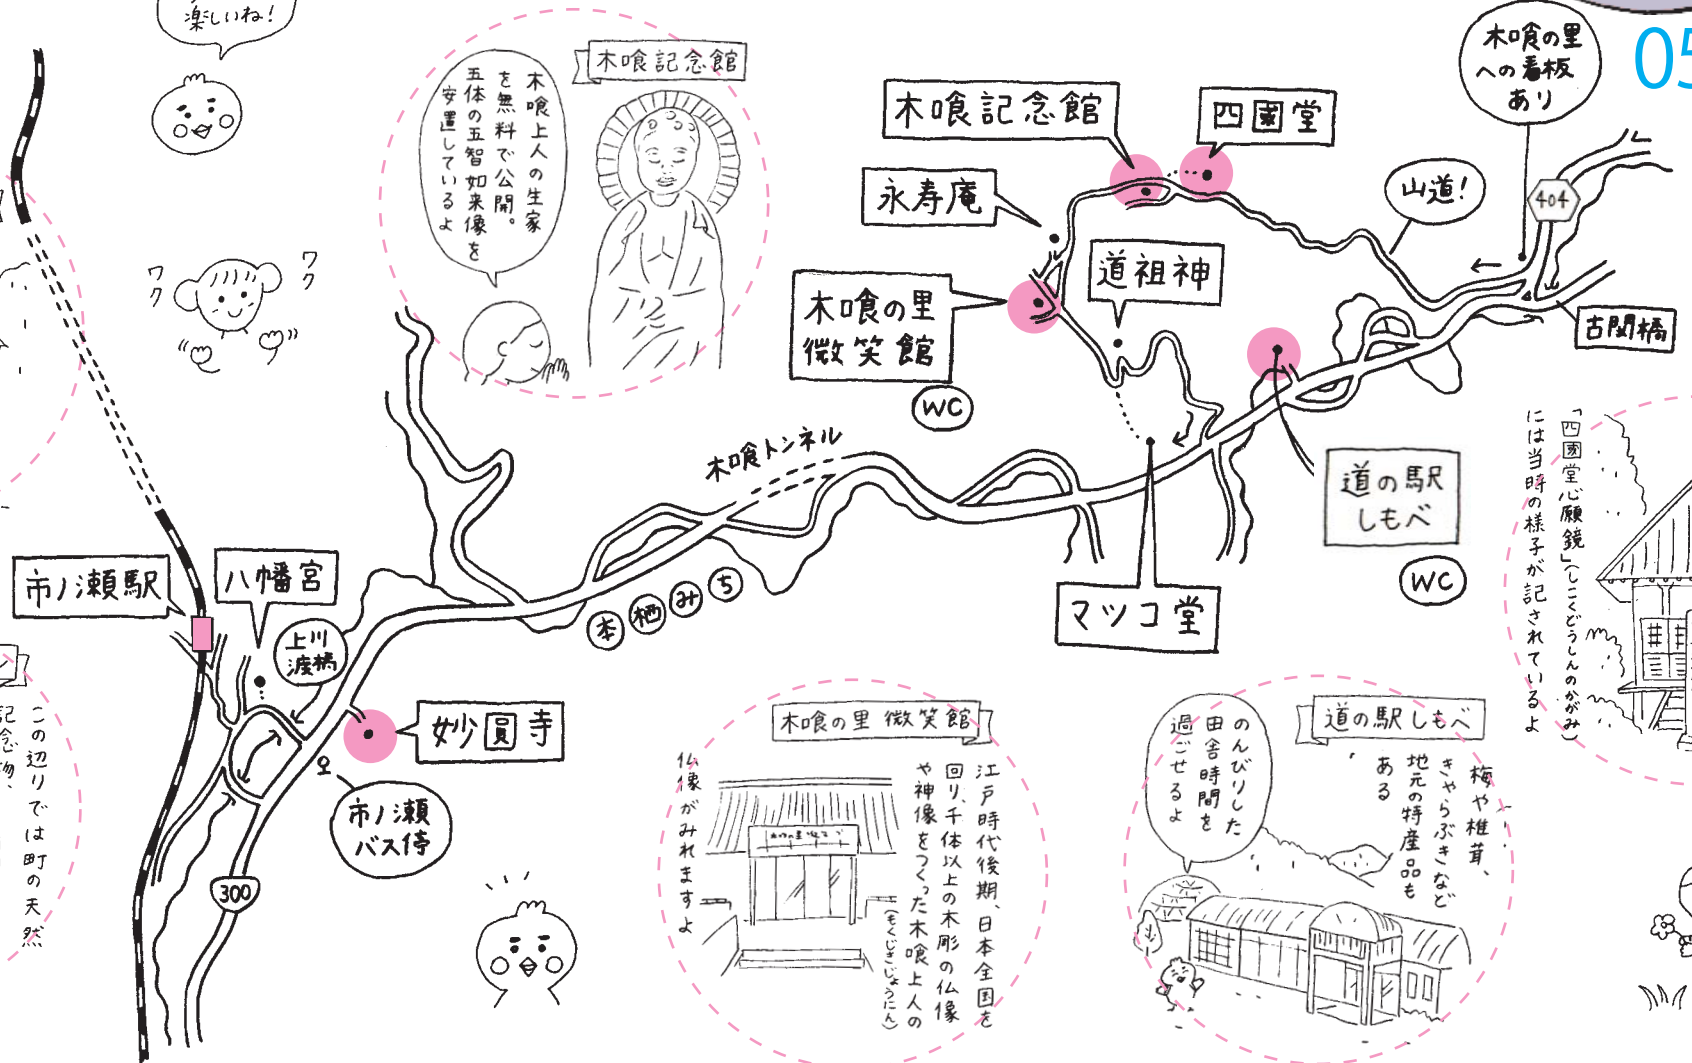 楽しいね！
木喰記念館
木喰上人の生家
を無料で公開。
五体の五智如来像を
安置しているよ
ワク
ワク
木喰記念館
四國堂
木喰の里
への看板
あり
05
404
山道！
永寿庵
道祖神
木喰の里
微笑館
WC
古関橋
木喰トンネル
道の駅
しもべ
WC
マツコ堂
本栖みち
市ノ瀬駅
八幡宮
上川
渡橋
妙圓寺
市ノ瀬
バス停
300
この辺りでは町の天然
記念物、
木喰の里 微笑館
江戸時代後期、日本全国を
回り、千体以上の木彫の仏像
や神像をつくった木喰上人の
(もくじきしょうにん)
仏像がみれますよ
道の駅しもべ
のんびりした
田舎時間を
過ごせるよ
梅や椎茸、
きゃらぶきなど
地元の特産品も
ある
「四國堂心願鏡」(しこくどうしんのかがみ)
には当時の様子が記されているよ